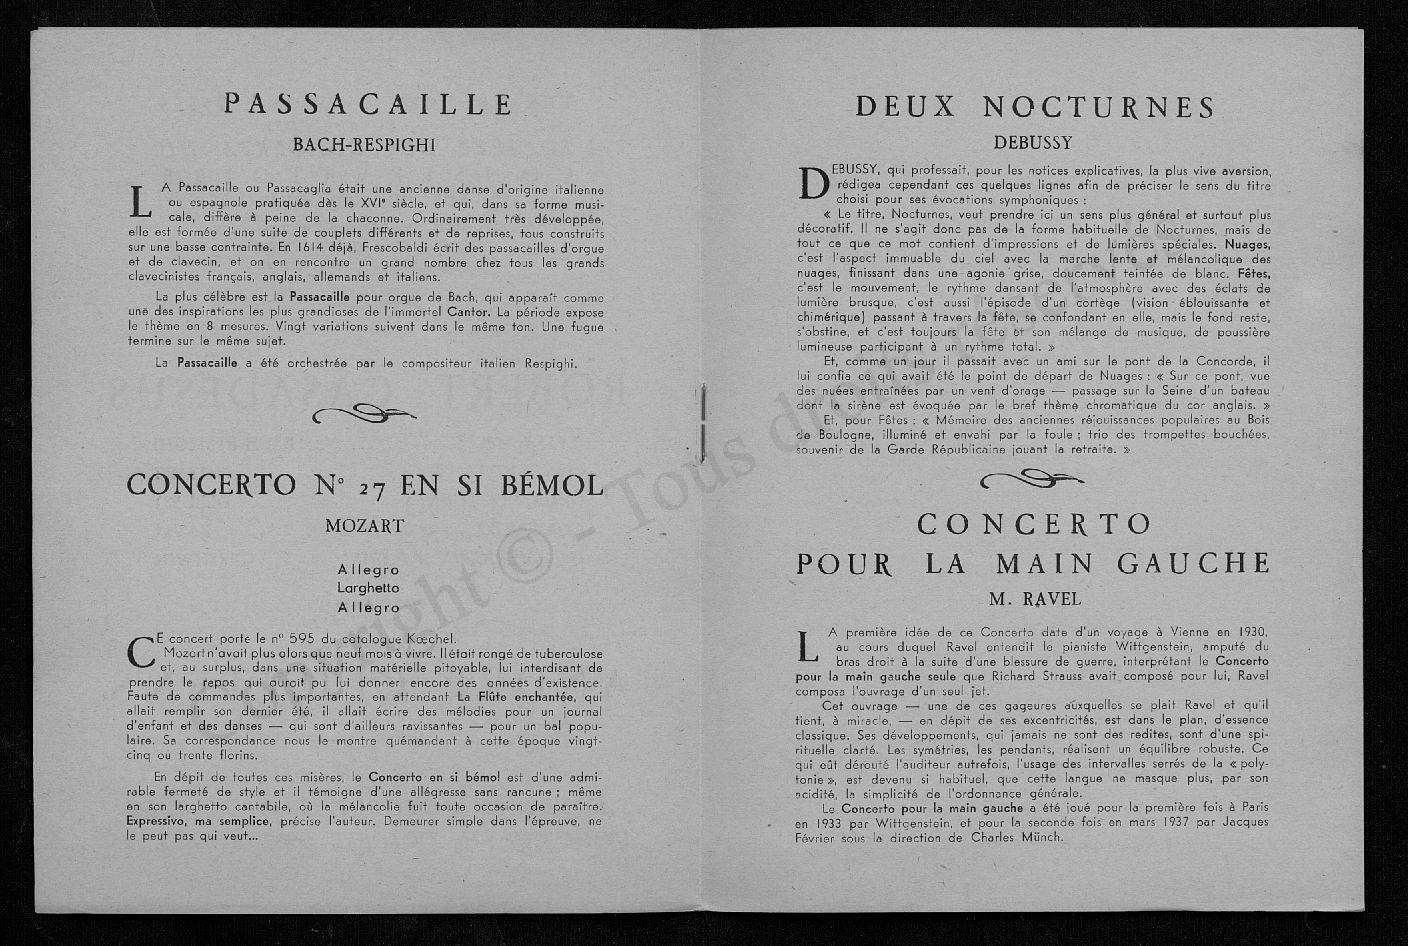 PASSACAILLE
BACH-RESPIGHI
LA Passacaille ou Passacaglia était une ancienne danse d'origine italienne
ou espagnole pratiquée dès le XVIe siècle, et qui, dans sa forme musi-
cale, diffère à peine de la chaconne. Ordinairement très développée,
elle est formée d'une suite de couplets différents et de reprises, tous construits
sur une basse contrainte. En 1614 déjà, Frescobaldi écrit des passacailles d'orgue
et de clavecin, et on en rencontre un grand nombre chez tous les grands
clavecinistes français, anglais, allemands et italiens.
La plus célèbre est la Passacaille pour orgue de Bach, qui apparaît comme
une des inspirations les plus grandioses de l'immortel Cantor. La période expose
le thème en 8 mesures. Vingt variations suivent dans le même ton. Une fugue
termine sur le même sujet.
La Passacaille a été orchestrée par le compositeur italien Respighi.
CONCERTO N° 27 EN SI BÉMOL
MOZART
Allegro
Larghetto
Allegro
CE concert porte le n° 595 du catalogue Kœchel.
Mozart n'avait plus alors que neuf mois à vivre. Il était rongé de tuberculose
et, au surplus, dans une situation matérielle pitoyable, lui interdisant de
prendre le repos qui aurait pu lui donner encore des années d'existence.
Faute de commandes plus importantes, en attendant La Flûte enchantée, qui
allait remplir son dernier été, il allait écrire des mélodies pour un journal
d'enfant et des danses — qui sont d'ailleurs ravissantes — pour un bal popu-
laire. Sa correspondance nous le montre quémandant à cette époque vingt-
cinq ou trente florins.
En dépit de toutes ces misères, le Concerto en si bémol est d'une admi-
rable fermeté de style et il témoigne d'une allégresse sans rancune ; même
en son larghetto cantabile, où la mélancolie fuit toute occasion de paraître.
Expressivo, ma semplice, précise l'auteur. Demeurer simple dans l'épreuve, ne
le peut pas qui veut...
DEUX NOCTURNES
DEBUSSY
DEBUSSY, qui professait, pour les notices explicatives, la plus vive aversion,
rédigea cependant ces quelques lignes afin de préciser le sens du titre
choisi pour ses évocations symphoniques :
« Le titre, Nocturnes, veut prendre ici un sens plus général et surtout plus
décoratif. Il ne s'agit donc pas de la forme habituelle de Nocturnes, mais de
tout ce que ce mot contient d'impressions et de lumières spéciales. Nuages,
c'est l'aspect immuable du ciel avec la marche lente et mélancolique des
nuages, finissant dans une agonie grise, doucement teintée de blanc. Fêtes,
c'est le mouvement, le rythme dansant de l'atmosphère avec des éclats de
lumière brusque, c'est aussi l'épisode d'un cortège (vision éblouissante et
chimérique) passant à travers la fête, se confondant en elle, mais le fond reste,
s'obstine, et c'est toujours la fête et son mélange de musique, de poussière
lumineuse participant à un rythme total. »
Et, comme un jour il passait avec un ami sur le pont de la Concorde, il
lui confia ce qui avait été le point de départ de Nuages : « Sur ce pont, vue
des nuées entraînées par un vent d'orage — passage sur la Seine d'un bateau
dont la sirène est évoquée par le bref thème chromatique du cor anglais. »
Et, pour Fêtes : « Mémoire des anciennes réjouissances populaires au Bois
de Boulogne, illuminé et envahi par la foule ; trio des trompettes bouchées,
souvenir de la Garde Républicaine jouant la retraite. »
CONCERTO
POUR LA MAIN GAUCHE
M. RAVEL
LA première idée de ce Concerto date d'un voyage à Vienne en 1930,
au cours duquel Ravel entendit le pianiste Wittgenstein, amputé du
bras droit à la suite d'une blessure de guerre, interprétant le Concerto
pour la main gauche seule que Richard Strauss avait composé pour lui, Ravel
composa l'ouvrage d'un seul jet.
Cet ouvrage — une de ces gageures auxquelles se plait Ravel et qu'il
tient, à miracle, — en dépit de ses excentricités, est dans le plan, d'essence
classique. Ses développements, qui jamais ne sont des redites, sont d'une spi-
rituelle clarté. Les symétries, les pendants, réalisent un équilibre robuste. Ce
qui eût dérouté l'auditeur autrefois, l'usage des intervalles serrés de la « poly-
tonie », est devenu si habituel, que cette langue ne masque plus, par son
acidité, la simplicité de l'ordonnance générale.
Le Concerto pour la main gauche a été joué pour la première fois à Paris
en 1933 par Wittgenstein, et pour la seconde fois en mars 1937 par Jacques
Février sous la direction de Charles Münch.